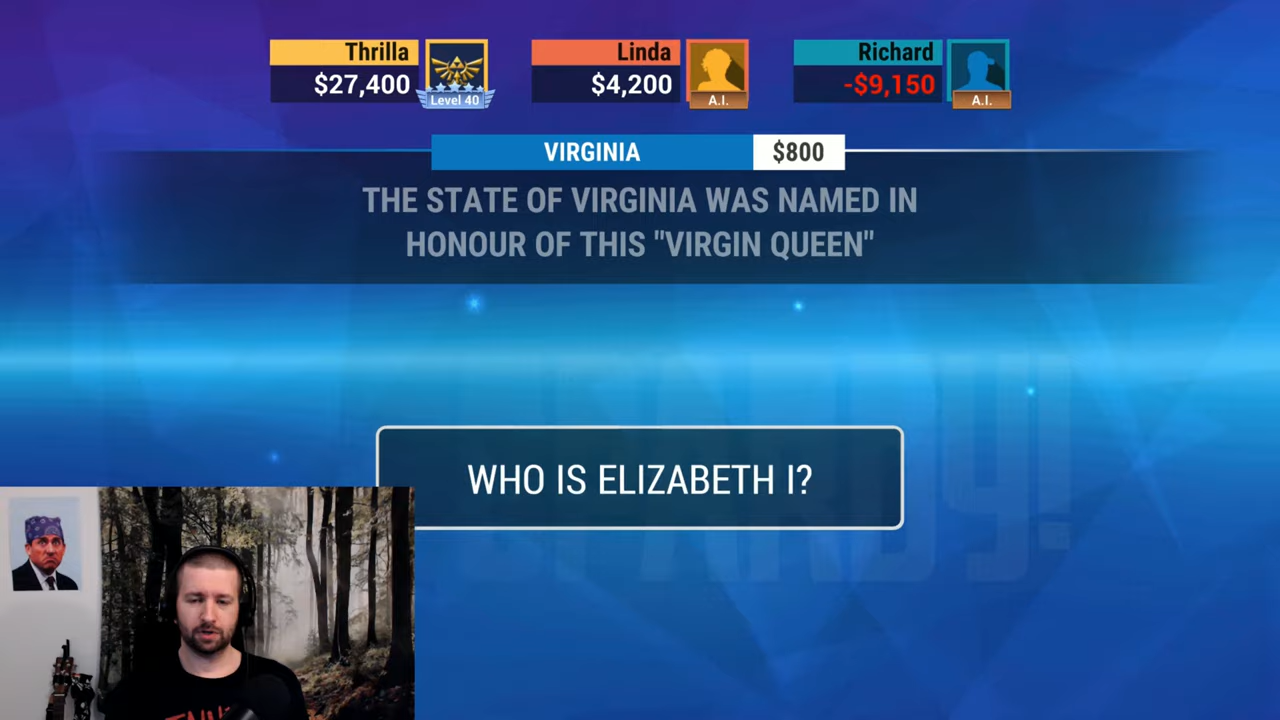 Thrilla
$27,400
Level 40
Linda
$4,200
A.I.
Richard
-$9,150
A.I.
VIRGINIA
$800
THE STATE OF VIRGINIA WAS NAMED IN
HONOUR OF THIS "VIRGIN QUEEN"
WHO IS ELIZABETH I?